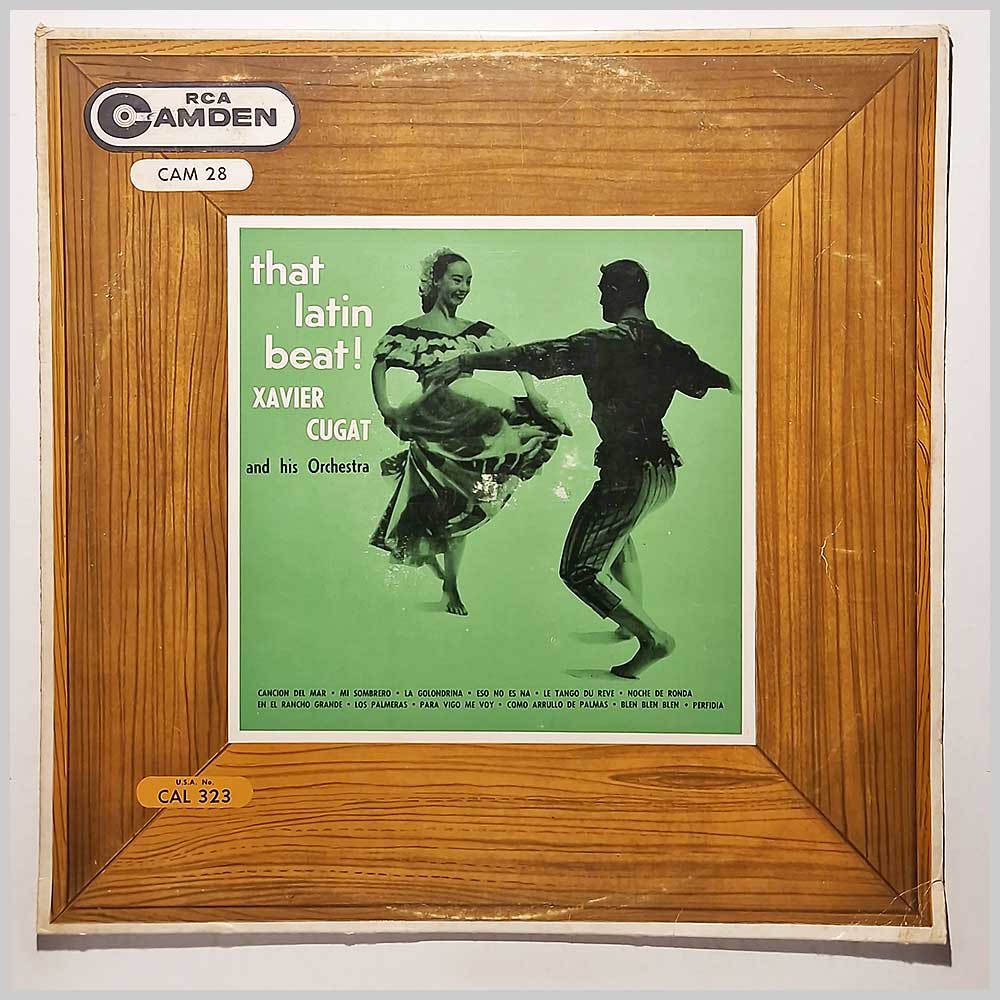 RCA
CAMDEN
CAM 28
that
latin
beat!
XAVIER
CUGAT
and his Orchestra
CANCION DEL MAR • MI SOMBRERO • LA GOLONDRINA • ESO NO ES NA • LE TANGO DU REVE • NOCHE DE RONDA
EN EL RANCHO GRANDE • LOS PALMERAS • PARA VIGO ME VOY • COMO ARRULLO DE PALMAS • BLEN BLEN BLEN • PERFIDIA
U.S.A. No.
CAL 323